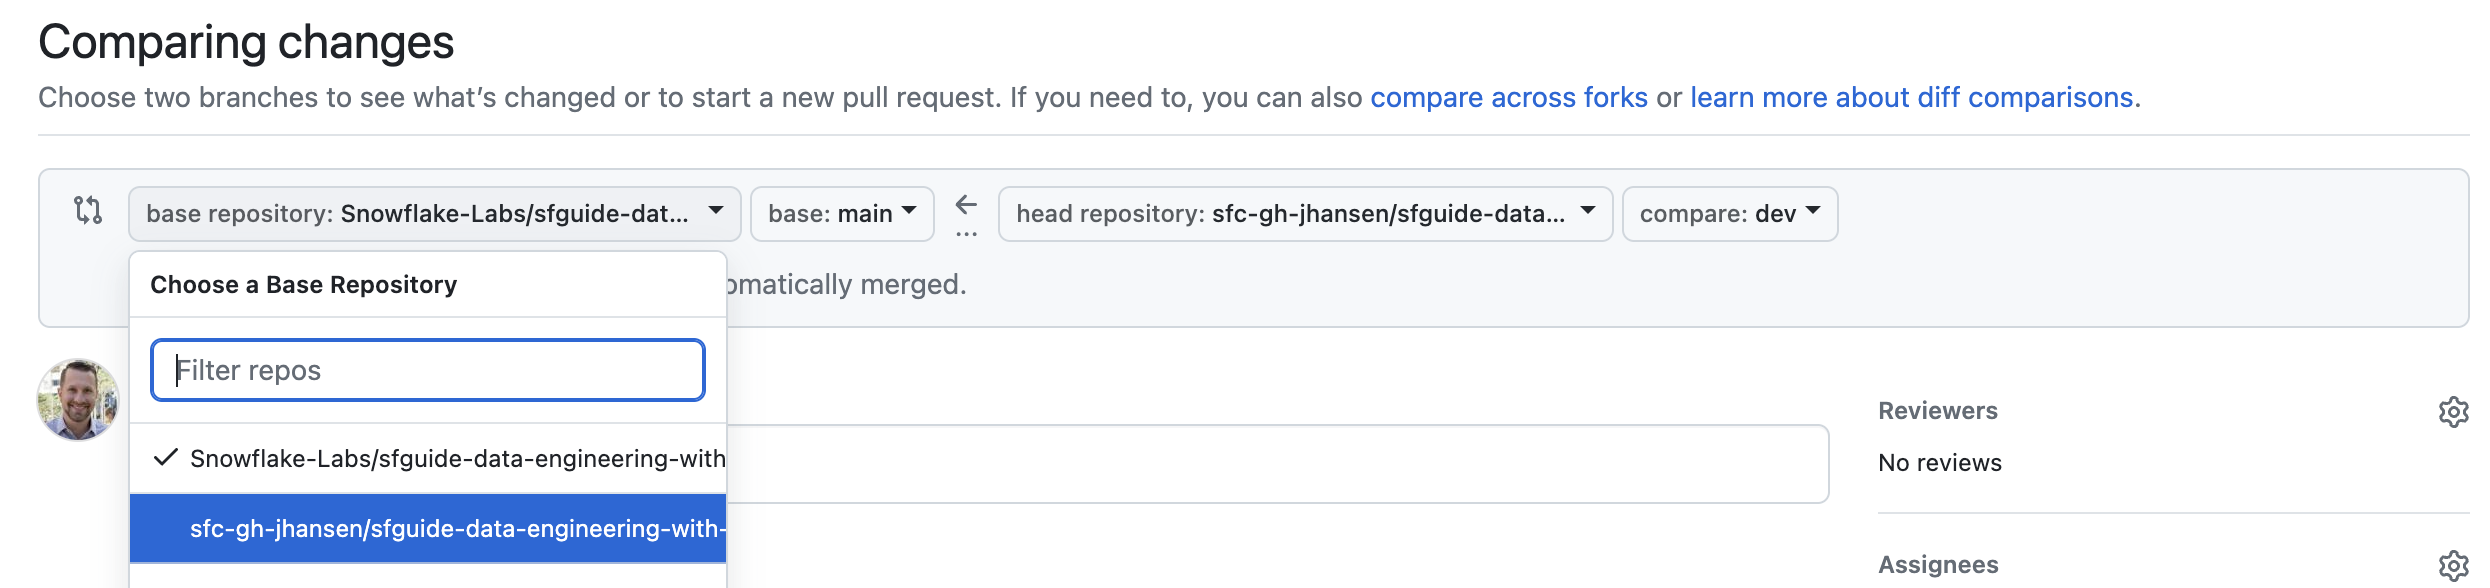 Comparing changes
Choose two branches to see what's changed or to start a new pull request. If you need to, you can also compare across forks or learn more about diff comparisons.
base repository: Snowflake-Labs/sfguide-dat... base: main ... head repository: sfc-gh-jhansen/sfguide-data... compare: dev
Choose a Base Repository
omatically merged.
Filter repos
Snowflake-Labs/sfguide-data-engineering-with
sfc-gh-jhansen/sfguide-data-engineering-with-
Reviewers
No reviews
Assignees